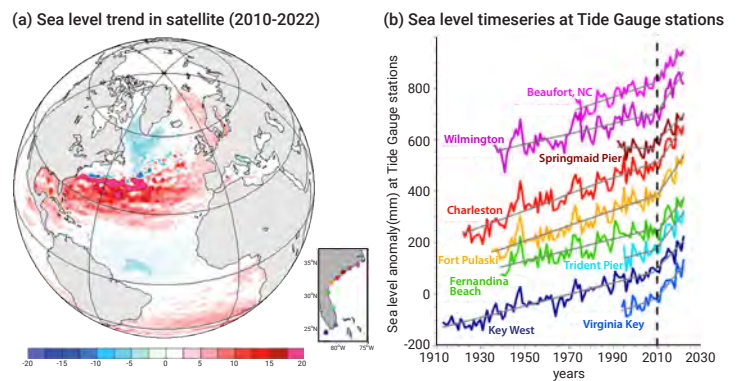 (a) Sea level trend in satellite (2010-2022)
(b) Sea level timeseries at Tide Gauge stations
Sea level anomaly(mm) at Tide Gauge stations
800
600
400
200
0
-200
Beaufort, NC
Wilmington
Springmaid Pier
Charleston
Fort Pulaski
Trident Pier
Fernandina
Beach
Key West
Virginia Key
1910
1930
1950
1970
1990
2010
2030
years
35°N
30°N
25°N
80°W
75°W
-20
-15
-10
-5
0
5
10
15
20